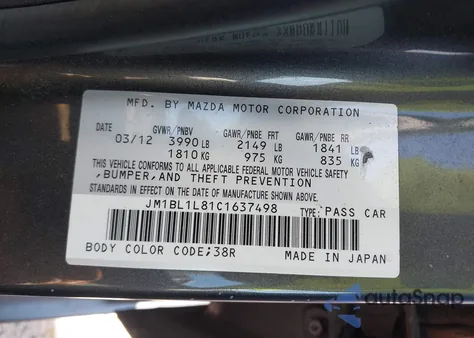 MFD. BY MAZDA MOTOR CORPORATION
DATE GVWR/PNBV GAWR/PNBE FRT GAWR/PNBE RR
03/12 3990 LB 2149 LB 1841 LB
1810 KG 975 KG 835 KG
THIS VEHICLE CONFORMS TO ALL APPLICABLE FEDERAL MOTOR VEHICLE SAFETY
,BUMPER,AND THEFT PREVENTION
STANDARDS IN EFFECT ON THE DATE OF MANUFACTURE SHOWN ABOVE.
JM1BL1L81C1637498 TYPE:PASS CAR
BODY COLOR CODE;38R MADE IN JAPAN
autoSnap